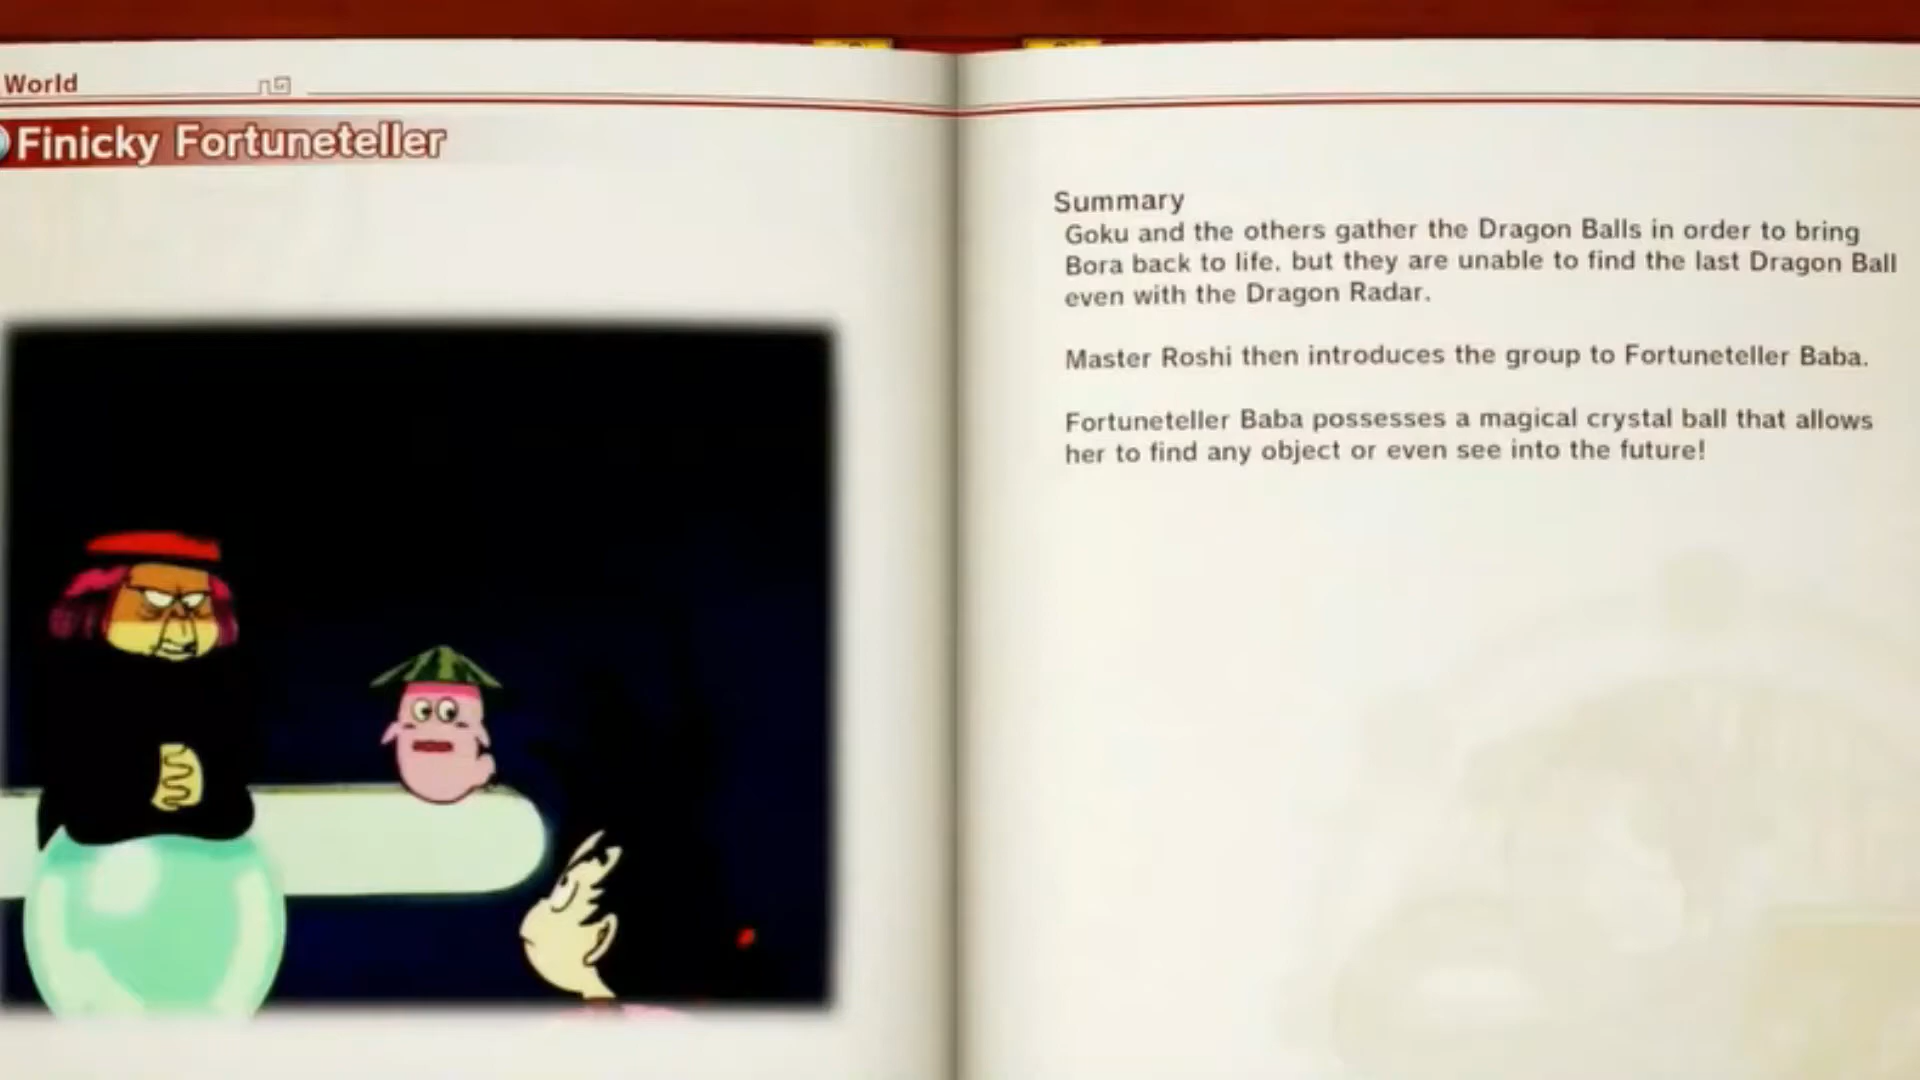 World
Finicky Fortuneteller
Summary
Goku and the others gather the Dragon Balls in order to bring
Bora back to life, but they are unable to find the last Dragon Ball
even with the Dragon Radar.
Master Roshi then introduces the group to Fortuneteller Baba.
Fortuneteller Baba possesses a magical crystal ball that allows
her to find any object or even see into the future!